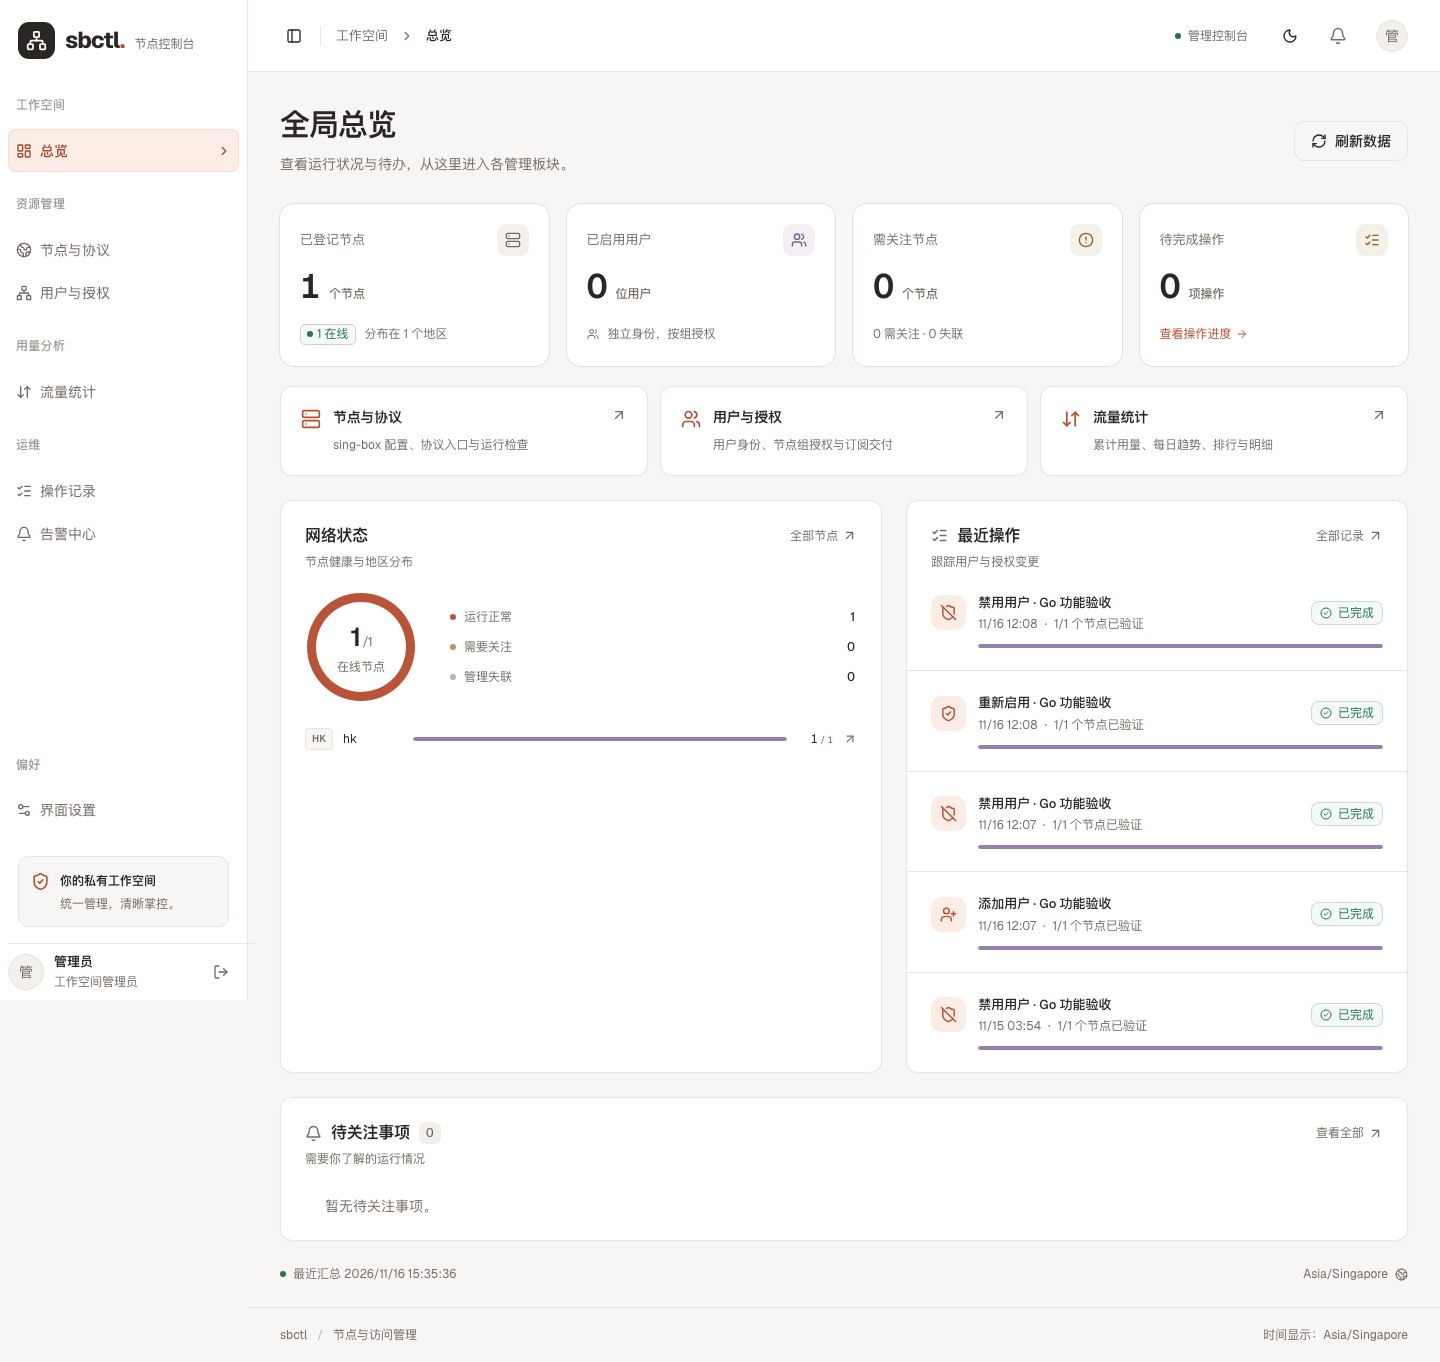 sbctl. 节点控制台
工作空间
总览
资源管理
节点与协议
用户与授权
用量分析
流量统计
运维
操作记录
告警中心
偏好
界面设置
你的私有工作空间
统一管理，清晰掌控。
管
管理员
工作空间管理员
工作空间 总览
管理控制台
管
全局总览
查看运行状况与待办，从这里进入各管理板块。
刷新数据
已登记节点
1 个节点
1 在线 分布在 1 个地区
已启用用户
0 位用户
独立身份，按组授权
需关注节点
0 个节点
0 需关注 · 0 失联
待完成操作
0 项操作
查看操作进度
节点与协议
sing-box 配置、协议入口与运行检查
用户与授权
用户身份、节点组授权与订阅交付
流量统计
累计用量、每日趋势、排行与明细
网络状态
全部节点
节点健康与地区分布
1/1
在线节点
运行正常 1
需要关注 0
管理失联 0
HK hk 1 / 1
最近操作
全部记录
跟踪用户与授权变更
禁用用户 · Go 功能验收
11/16 12:08 · 1/1 个节点已验证
已完成
重新启用 · Go 功能验收
11/16 12:08 · 1/1 个节点已验证
已完成
禁用用户 · Go 功能验收
11/16 12:07 · 1/1 个节点已验证
已完成
添加用户 · Go 功能验收
11/16 12:07 · 1/1 个节点已验证
已完成
禁用用户 · Go 功能验收
11/15 03:54 · 1/1 个节点已验证
已完成
待关注事项 0
查看全部
需要你了解的运行情况
暂无待关注事项。
最近汇总 2026/11/16 15:35:36
Asia/Singapore
sbctl / 节点与访问管理
时间显示：Asia/Singapore